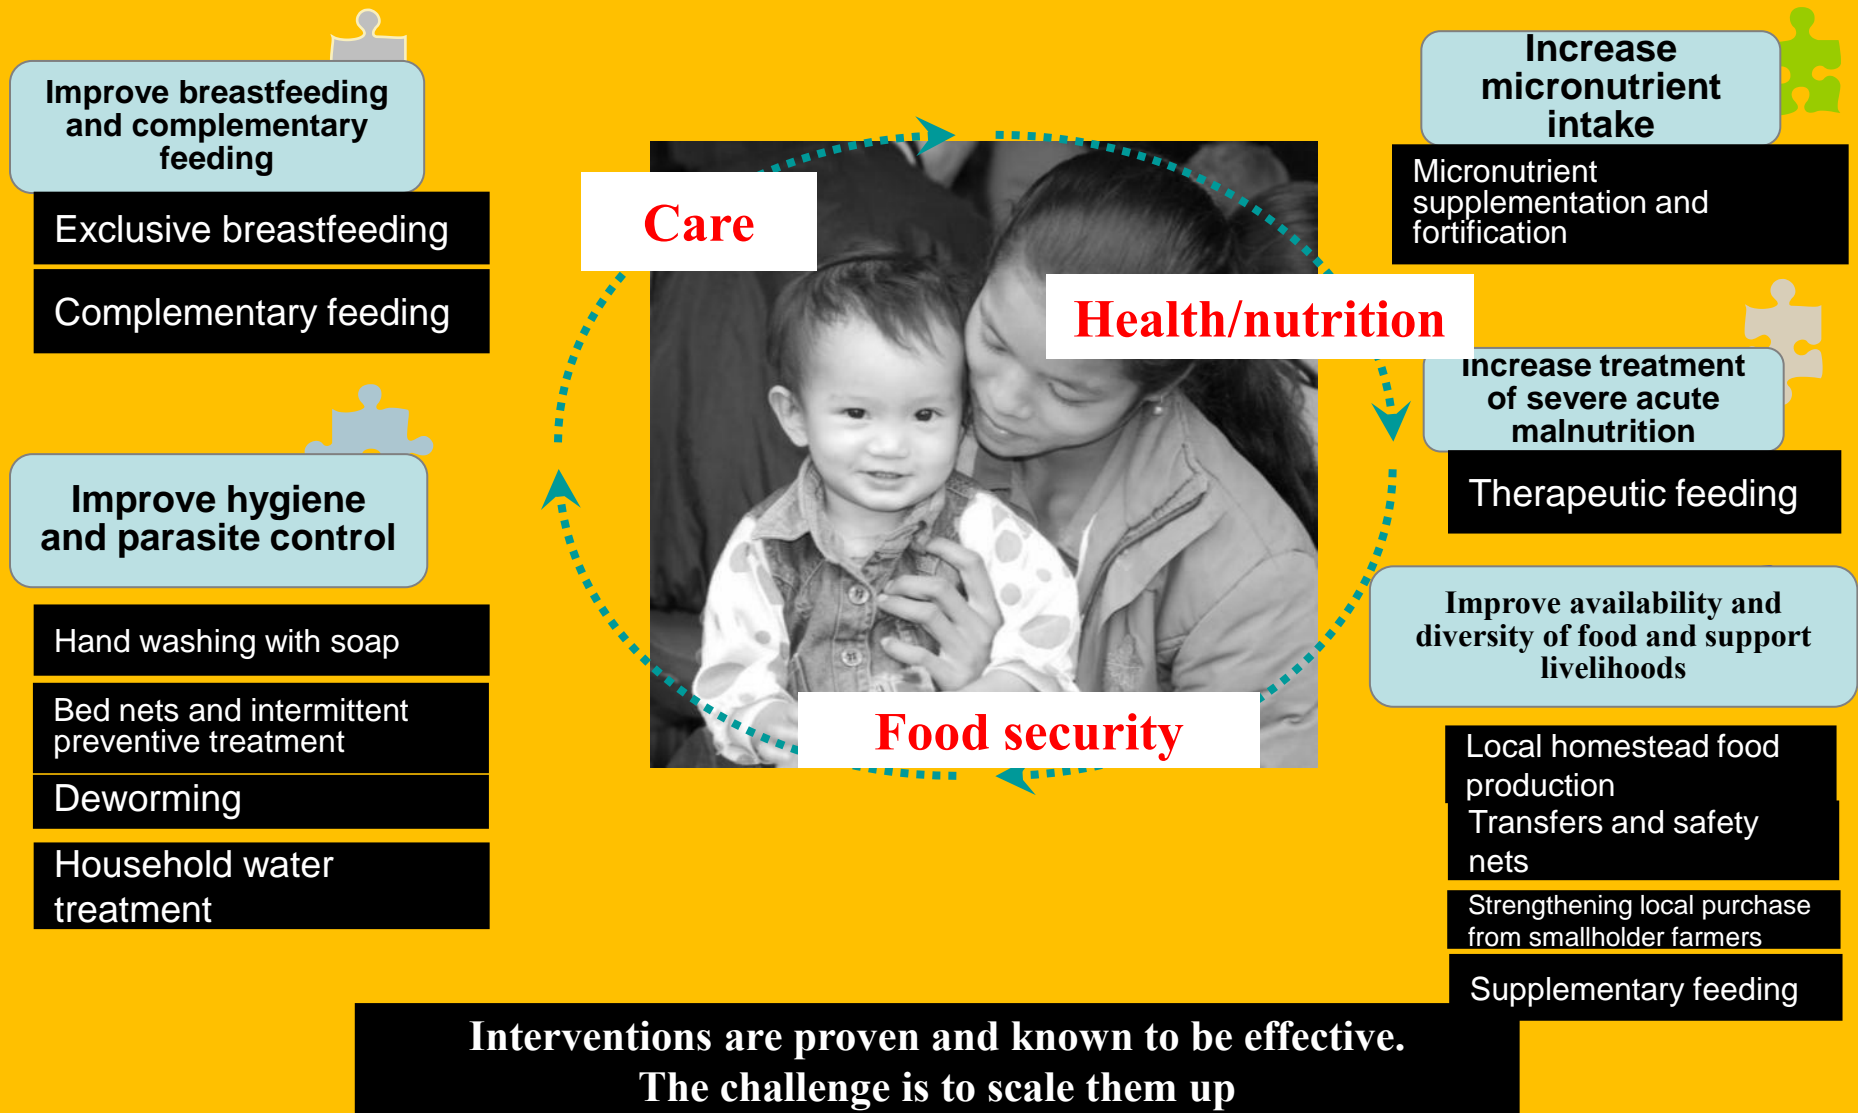 Improve breastfeeding
and complementary
feeding
Exclusive breastfeeding
Complementary feeding
Improve hygiene
and parasite control
Hand washing with soap
Bed nets and intermittent
preventive treatment
Deworming
Household water
treatment
Care
Health/nutrition
Food security
Increase
micronutrient
intake
Micronutrient
supplementation and
fortification
Increase treatment
of severe acute
malnutrition
Therapeutic feeding
Improve availability and
diversity of food and support
livelihoods
Local homestead food
production
Transfers and safety
nets
Strengthening local purchase
from smallholder farmers
Supplementary feeding
Interventions are proven and known to be effective.
The challenge is to scale them up